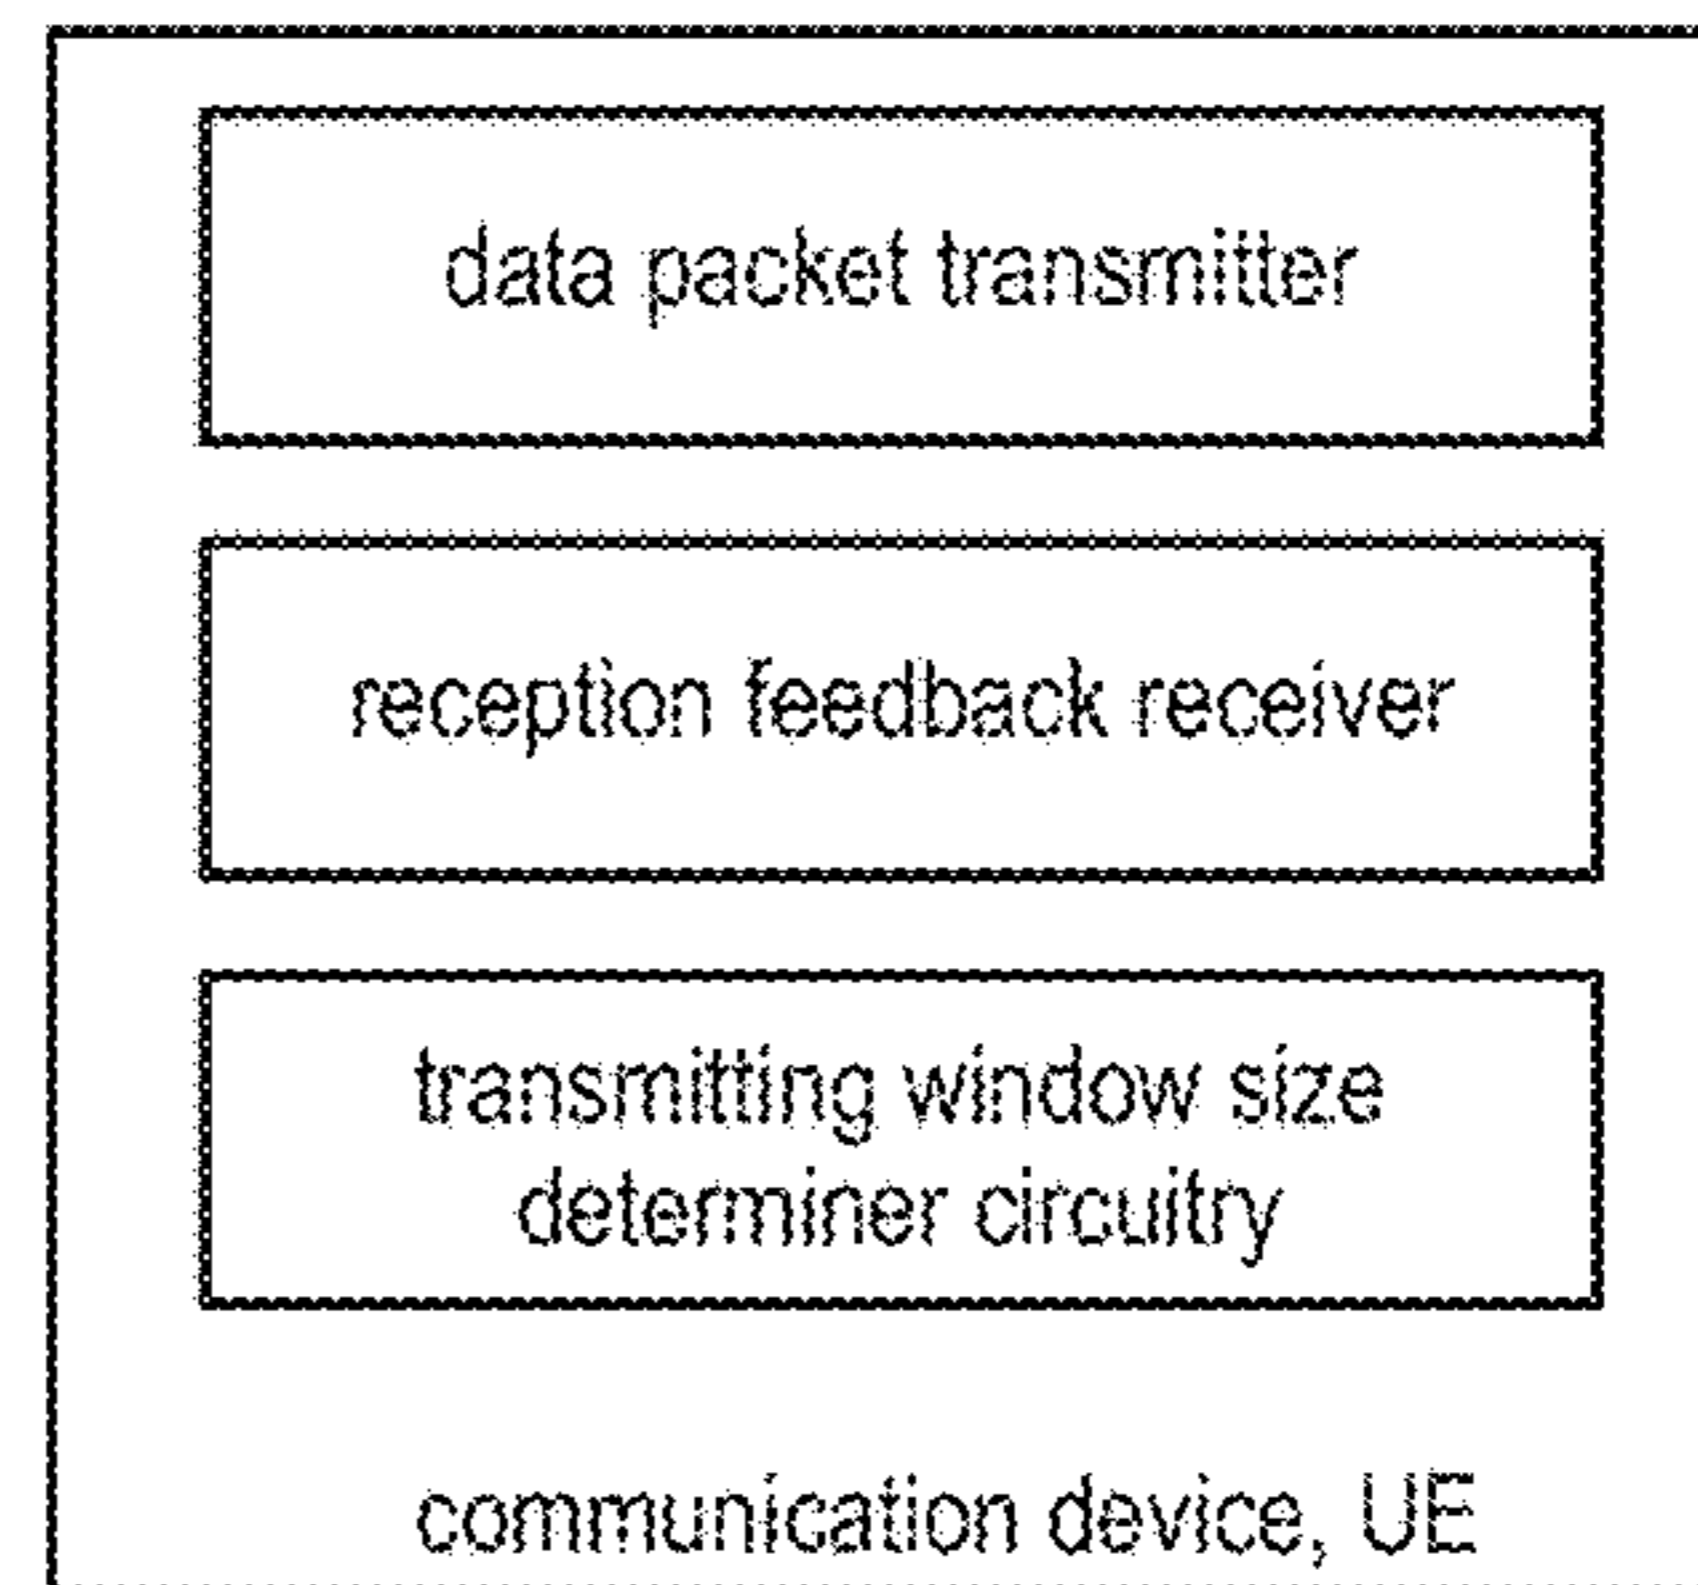 data packet transmitter
reception feedback receiver
transmitting window size
determiner circuitry
communication device, UE